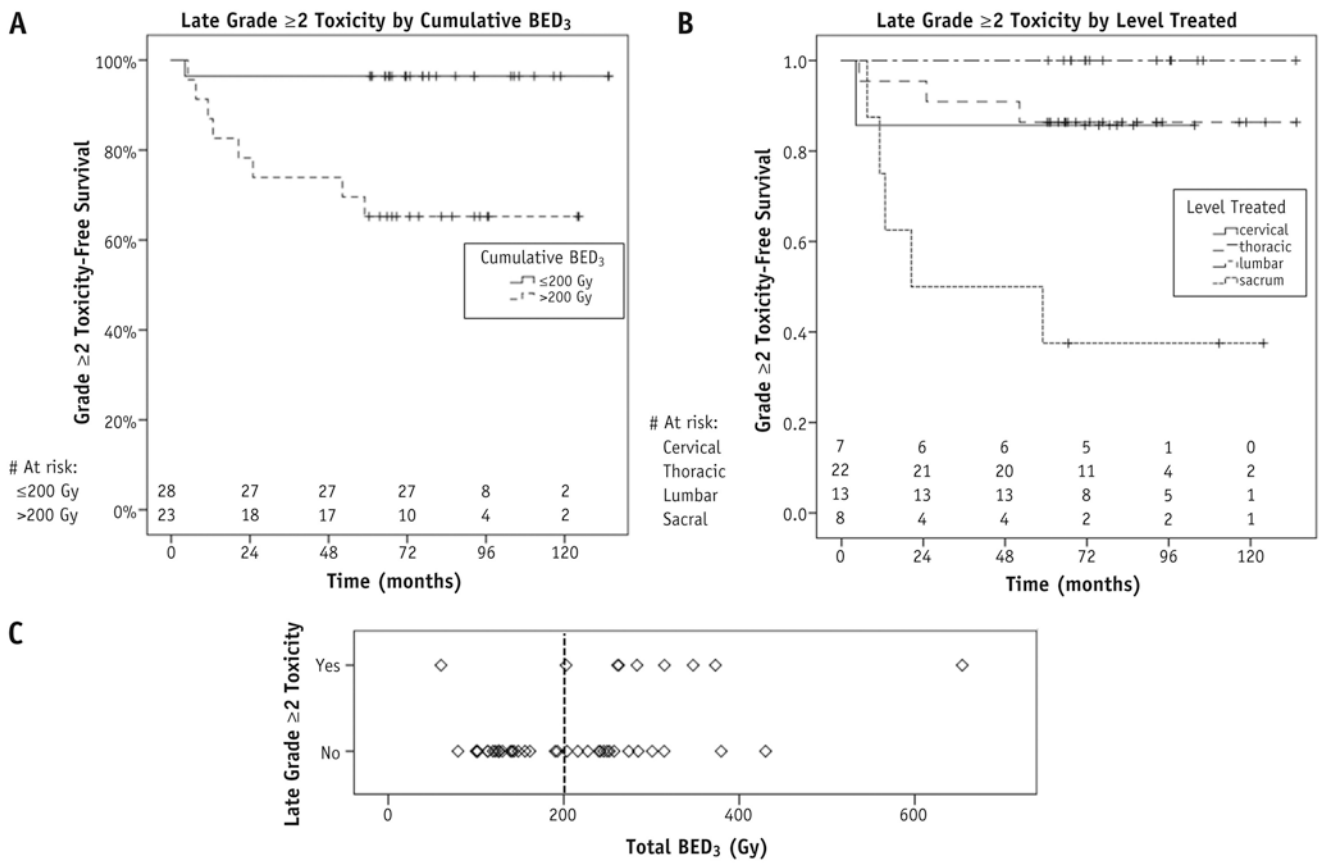 A
Late Grade ≥2 Toxicity by Cumulative BED₃
100%
80%
60%
40%
20%
0%
Grade ≥2 Toxicity-Free Survival
Cumulative BED₃
≤200 Gy
>200 Gy
# At risk:
≤200 Gy 28 27 27 27 8 2
>200 Gy 23 18 17 10 4 2
0 24 48 72 96 120
Time (months)
B
Late Grade ≥2 Toxicity by Level Treated
1.0
0.8
0.6
0.4
0.2
0.0
Grade ≥2 Toxicity-Free Survival
Level Treated
cervical
thoracic
lumbar
sacrum
# At risk:
Cervical 7 6 6 5 1 0
Thoracic 22 21 20 11 4 2
Lumbar 13 13 13 8 5 1
Sacral 8 4 4 2 2 1
0 24 48 72 96 120
Time (months)
C
Late Grade ≥2 Toxicity
Yes
No
0 200 400 600
Total BED₃ (Gy)